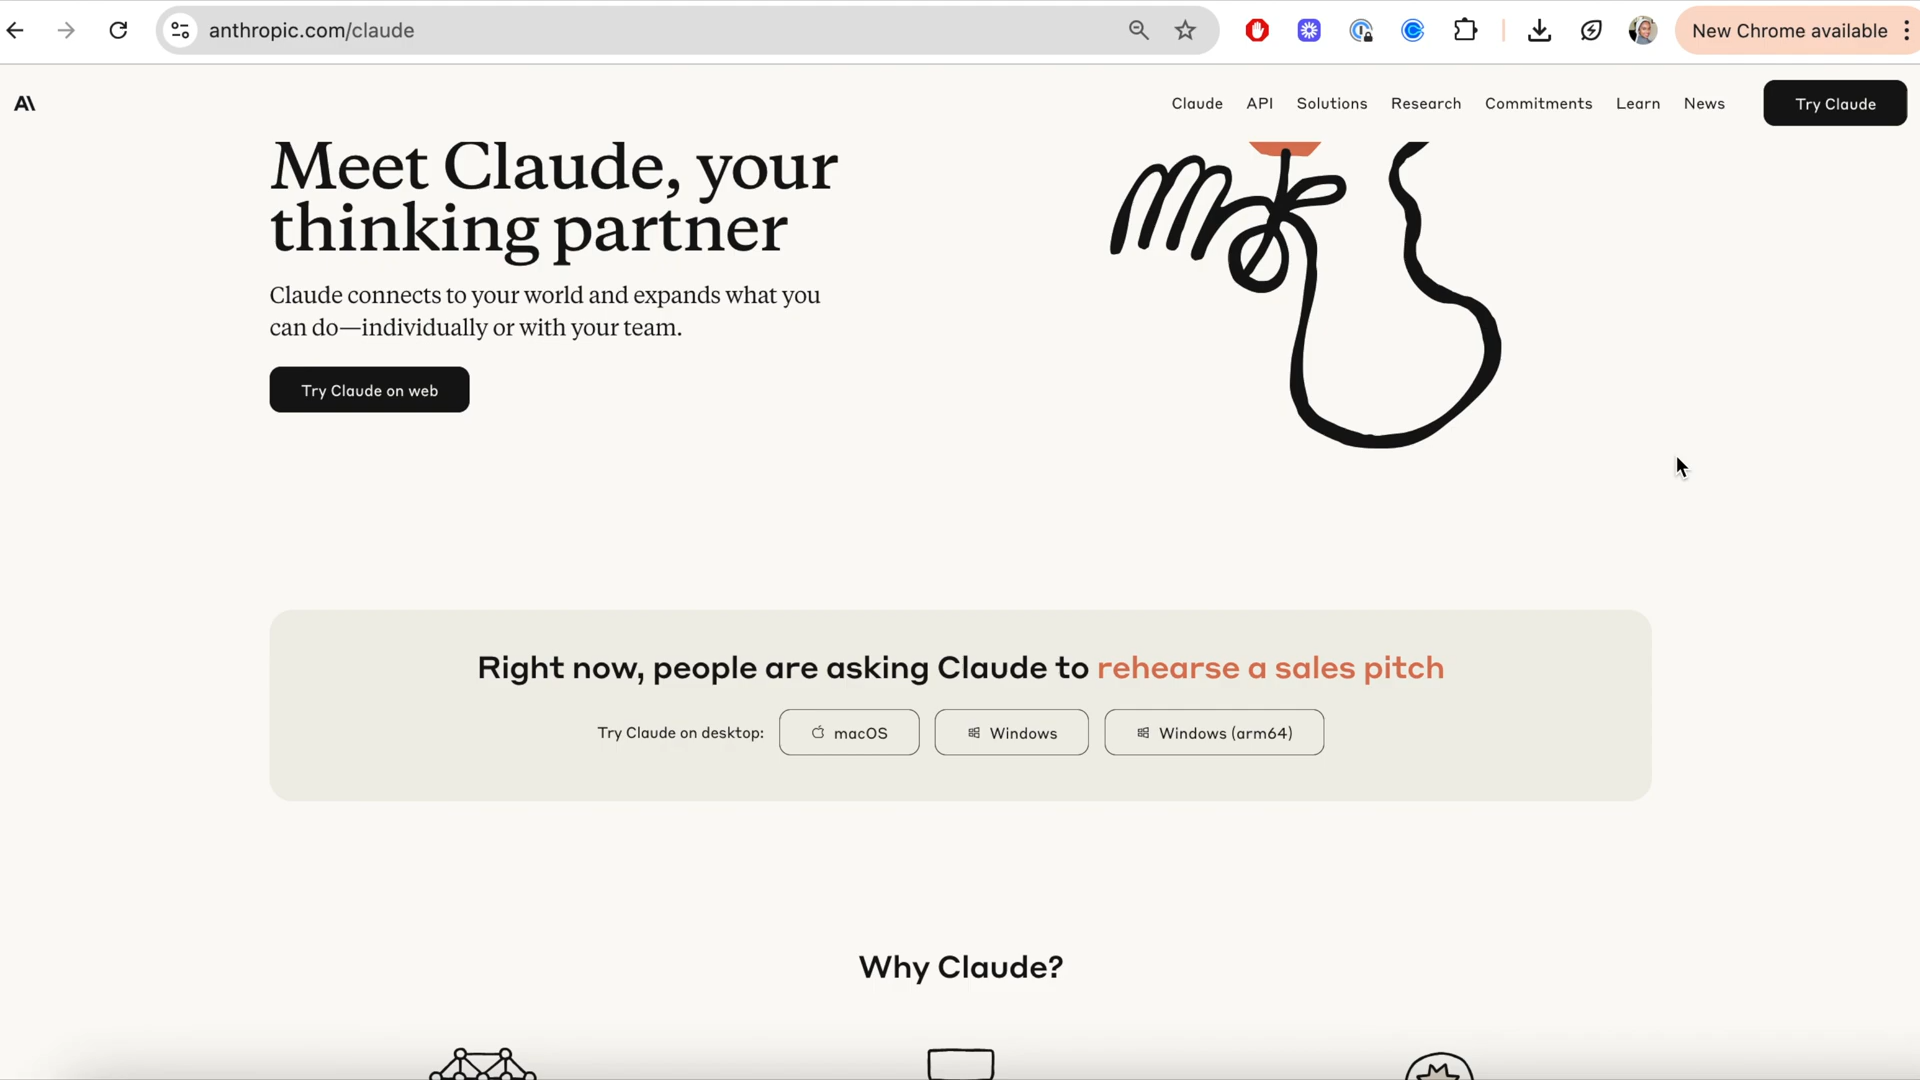 anthropic.com/claude
New Chrome available
A\
Claude API Solutions Research Commitments Learn News Try Claude
Meet Claude, your
thinking partner
Claude connects to your world and expands what you
can do—individually or with your team.
Try Claude on web
Right now, people are asking Claude to rehearse a sales pitch
Try Claude on desktop: macOS Windows Windows (arm64)
Why Claude?